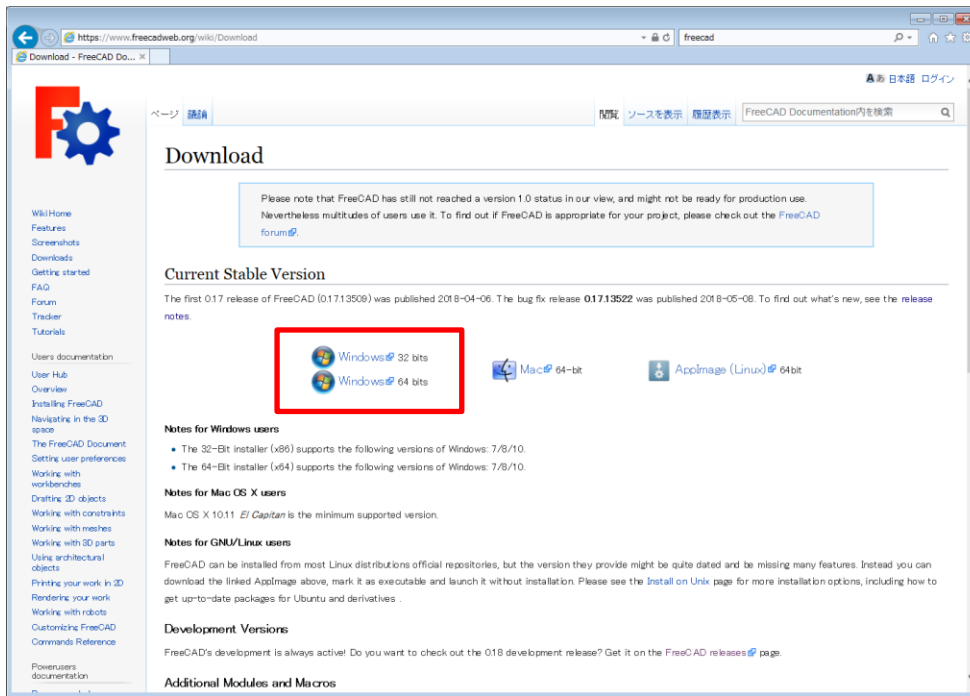 https://www.freecadweb.org/wiki/Download
freecad
Download - FreeCAD Do...
Aあ 日本語 ログイン
ページ 議論 閲覧 ソースを表示 履歴表示 FreeCAD Documentation内を検索
Download
Please note that FreeCAD has still not reached a version 1.0 status in our view, and might not be ready for production use.
Nevertheless multitudes of users use it. To find out if FreeCAD is appropriate for your project, please check out the FreeCAD
forum.
Wiki Home
Features
Screenshots
Downloads
Getting started
FAQ
Forum
Tracker
Tutorials
Users documentation
User Hub
Overview
Installing FreeCAD
Navigating in the 3D
space
The FreeCAD Document
Setting user preferences
Working with
workbenches
Drafting 2D objects
Working with constraints
Working with meshes
Working with 3D parts
Using architectural
objects
Printing your work in 2D
Rendering your work
Working with robots
Customizing FreeCAD
Commands Reference
Powerusers
documentation
Current Stable Version
The first 0.17 release of FreeCAD (0.17.13509) was published 2018-04-06. The bug fix release 0.17.13522 was published 2018-05-08. To find out what's new, see the release
notes.
Windows 32 bits
Windows 64 bits
Mac 64-bit
AppImage (Linux) 64bit
Notes for Windows users
• The 32-Bit installer (x86) supports the following versions of Windows: 7/8/10.
• The 64-Bit installer (x64) supports the following versions of Windows: 7/8/10.
Notes for Mac OS X users
Mac OS X 10.11 El Capitan is the minimum supported version.
Notes for GNU/Linux users
FreeCAD can be installed from most Linux distributions official repositories, but the version they provide might be quite dated and be missing many features. Instead you can
download the linked AppImage above, mark it as executable and launch it without installation. Please see the Install on Unix page for more installation options, including how to
get up-to-date packages for Ubuntu and derivatives .
Development Versions
FreeCAD's development is always active! Do you want to check out the 0.18 development release? Get it on the FreeCAD releases page.
Additional Modules and Macros